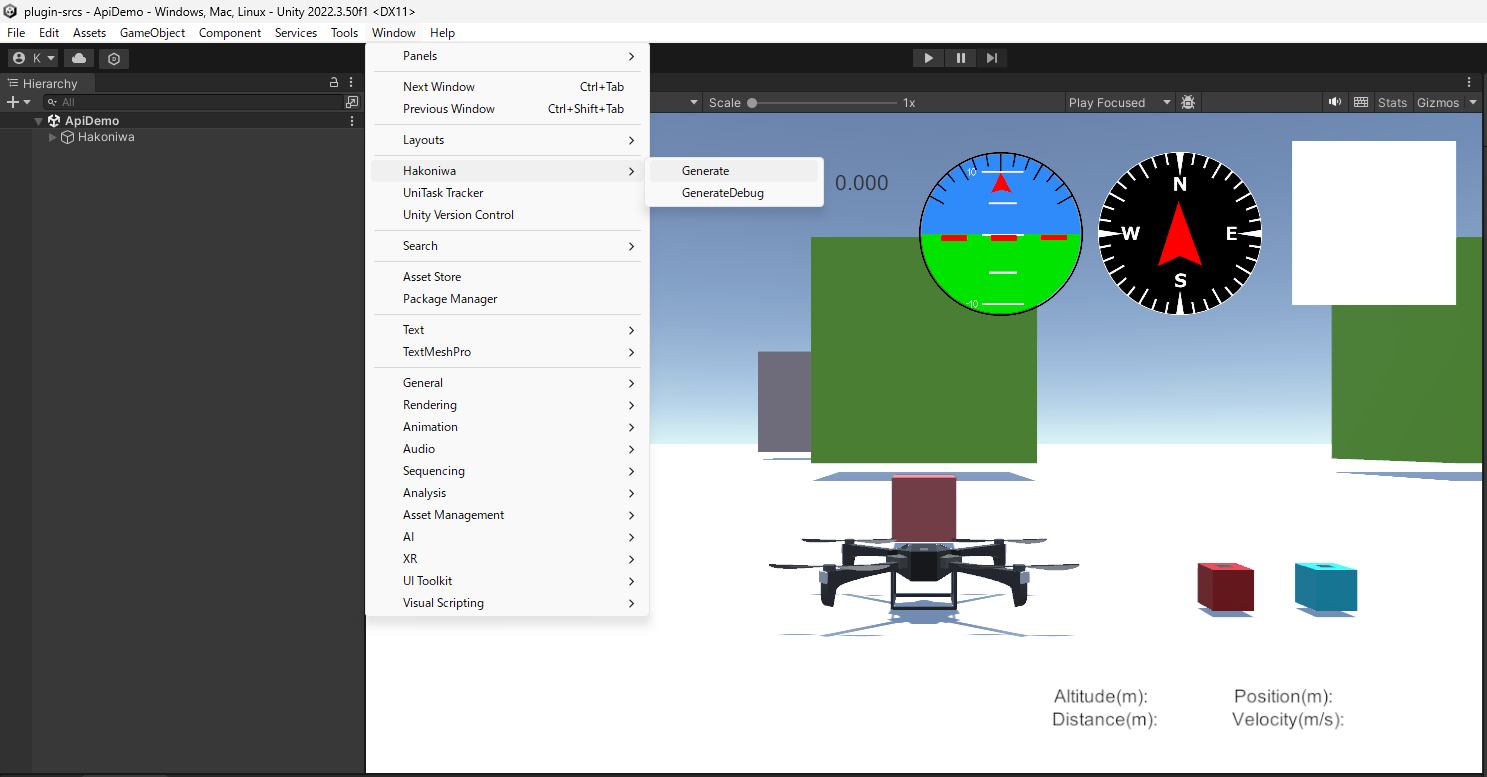 plugin-srcs - ApiDemo - Windows, Mac, Linux - Unity 2022.3.50f1 <DX11>
File Edit Assets GameObject Component Services Tools Window Help
K
Hierarchy
All
ApiDemo
Hakoniwa
Panels
Next Window Ctrl+Tab
Previous Window Ctrl+Shift+Tab
Layouts
Hakoniwa
UniTask Tracker
Unity Version Control
Search
Asset Store
Package Manager
Text
TextMeshPro
General
Rendering
Animation
Audio
Sequencing
Analysis
Asset Management
AI
XR
UI Toolkit
Visual Scripting
Generate
GenerateDebug
Scale 1x Play Focused Stats Gizmos
0.000
10
-10
N
W E
S
Altitude(m): Position(m):
Distance(m): Velocity(m/s):